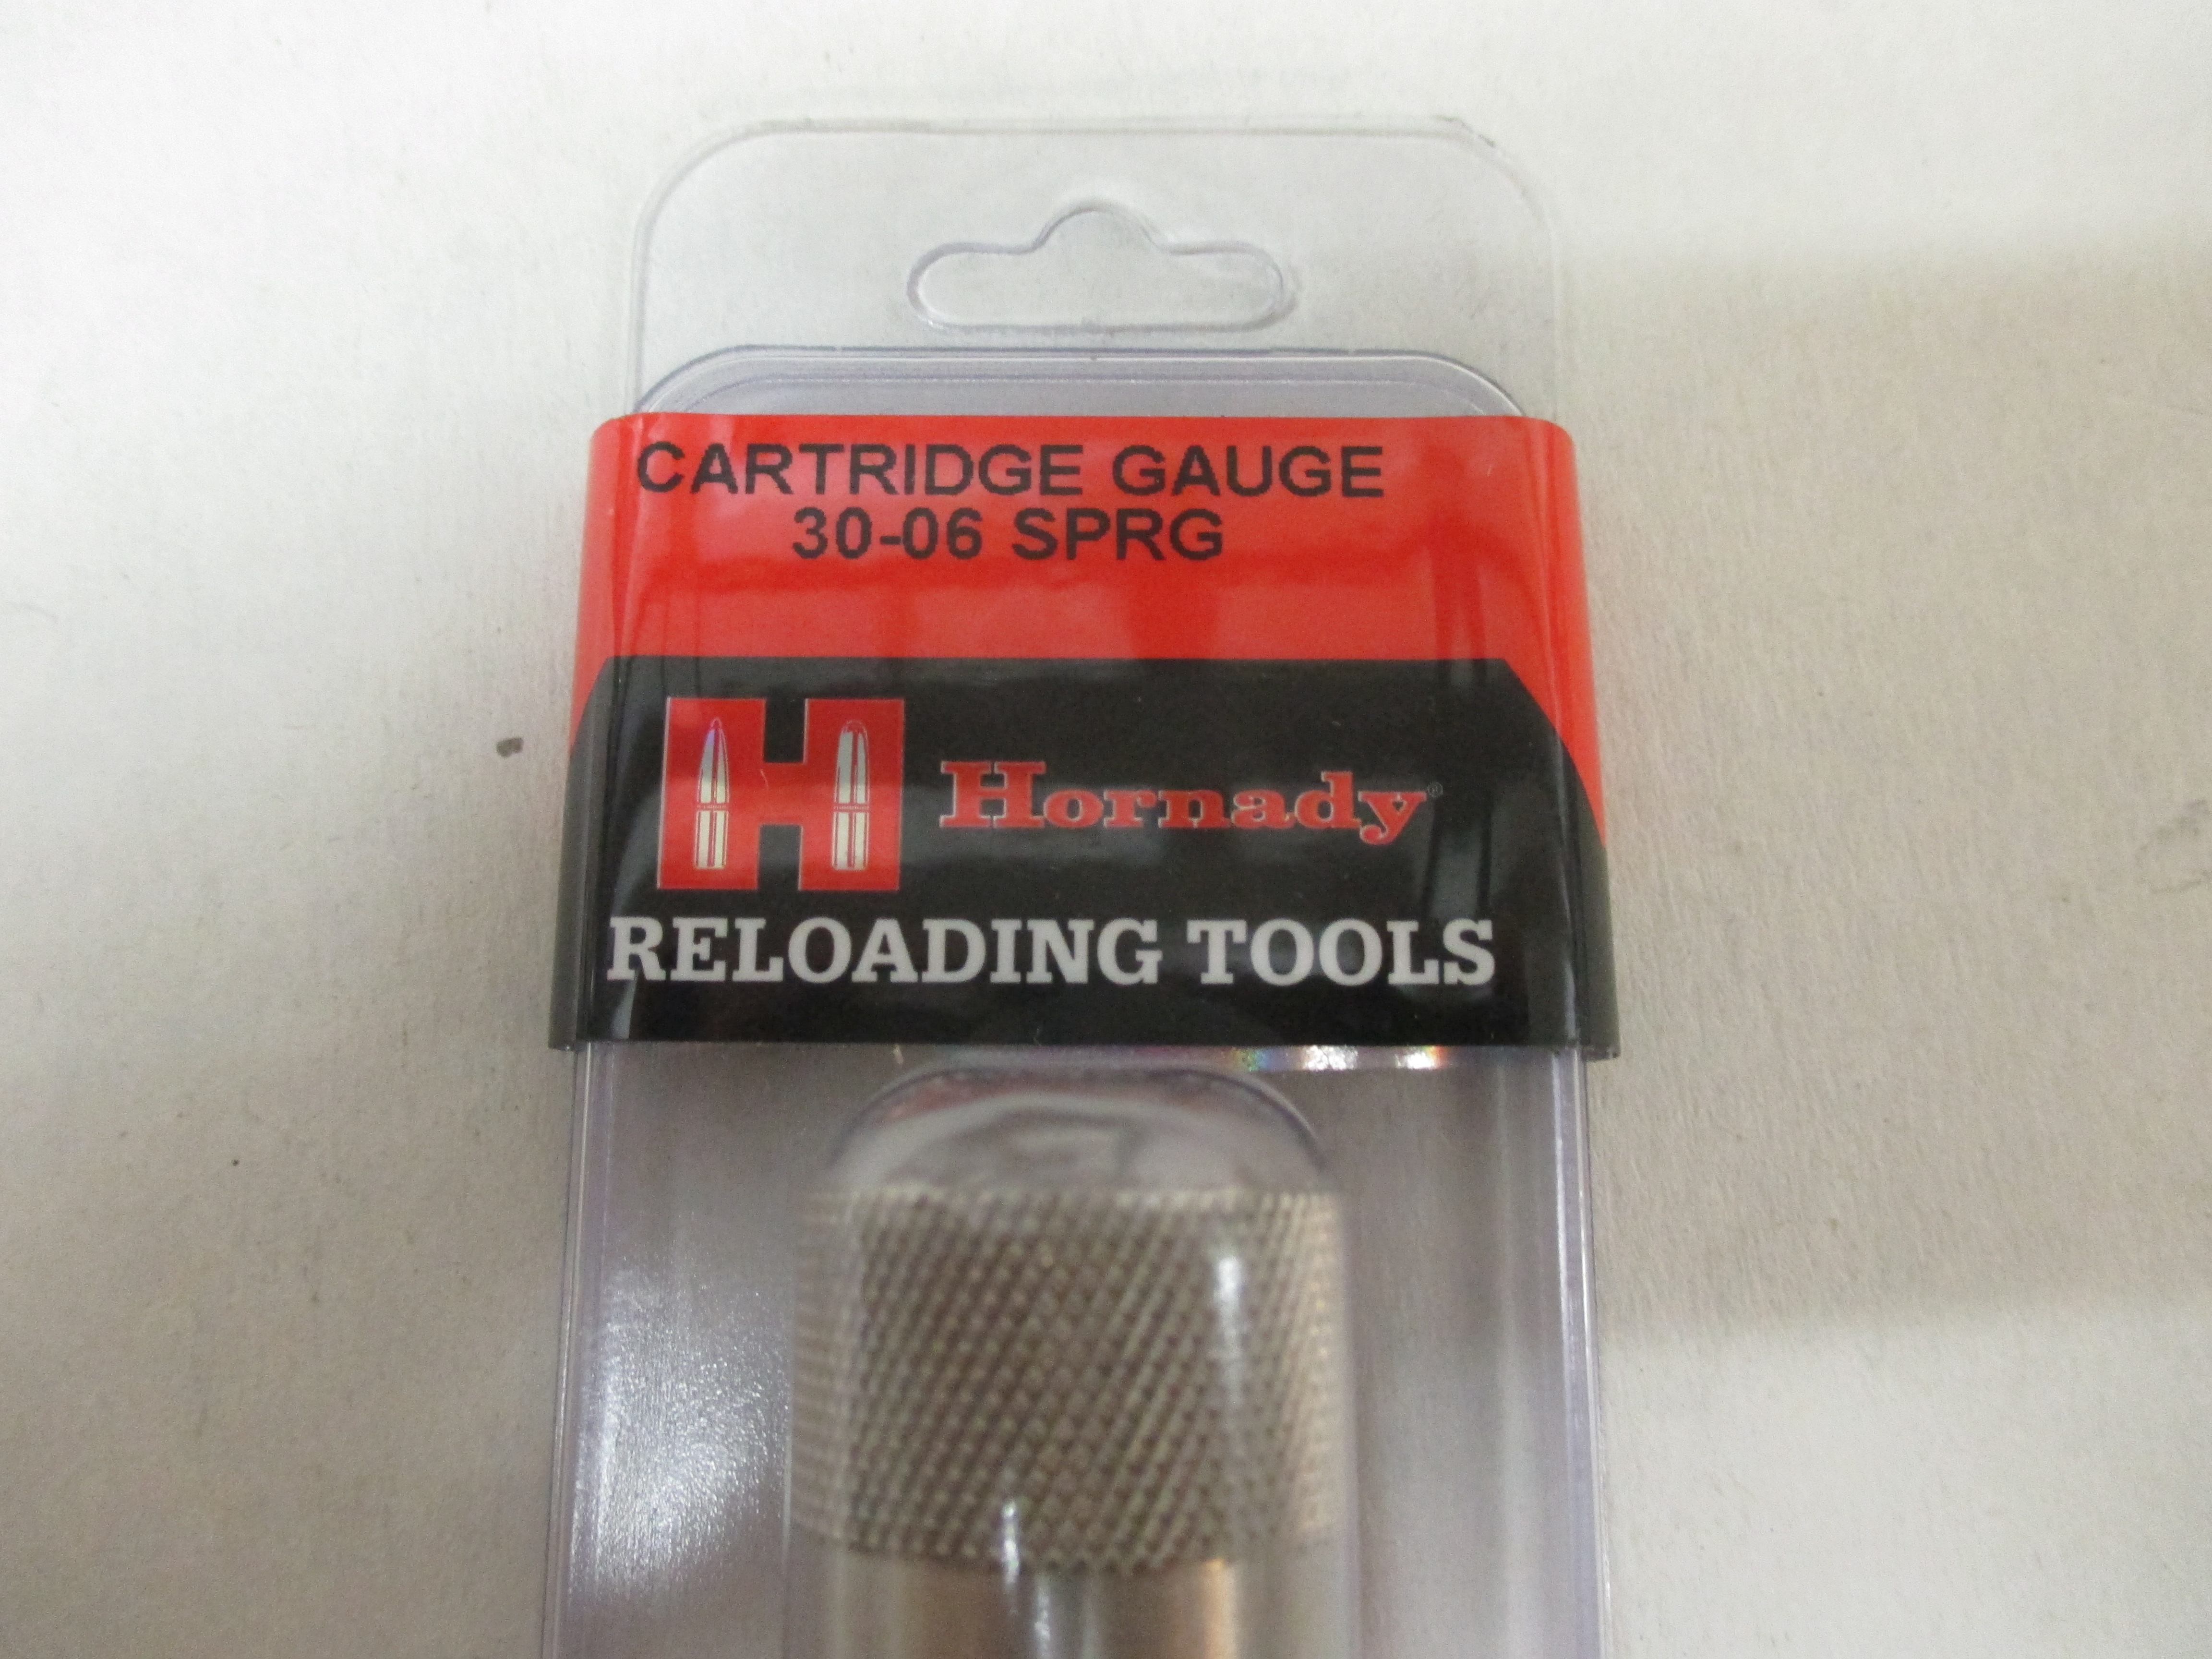 CARTRIDGE GAUGE
30-06 SPRG
H Hornady®
RELOADING TOOLS